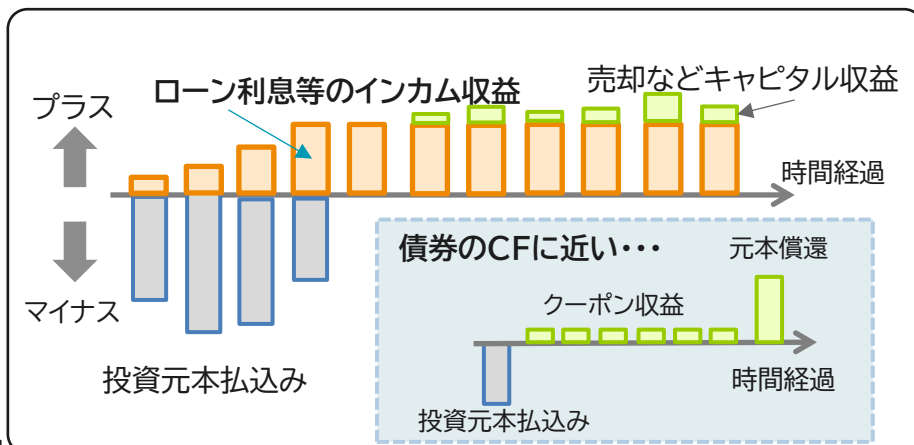 プラス
ローン利息等のインカム収益
売却などキャピタル収益
時間経過
マイナス
投資元本払込み
債券のCFに近い・・・
元本償還
クーポン収益
時間経過
投資元本払込み